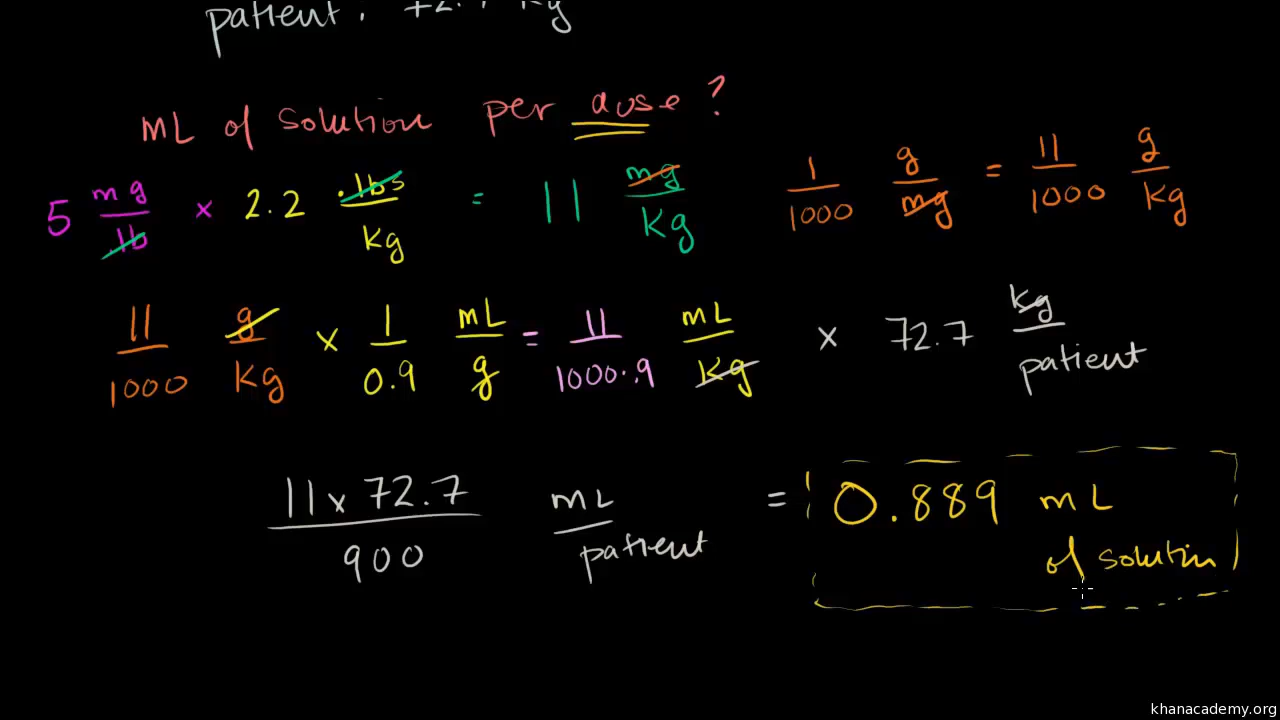 patient: 72.7 kg
mL of solution per dose?
5 mg/lb × 2.2 lbs/kg = 11 mg/kg 1/1000 g/mg = 11/1000 g/kg
11/1000 g/kg × 1/0.9 mL/g = 11/1000·.9 mL/kg × 72.7 kg/patient
11 x 72.7/900 mL/patient = 0.889 mL
of solutin
khanacademy.org